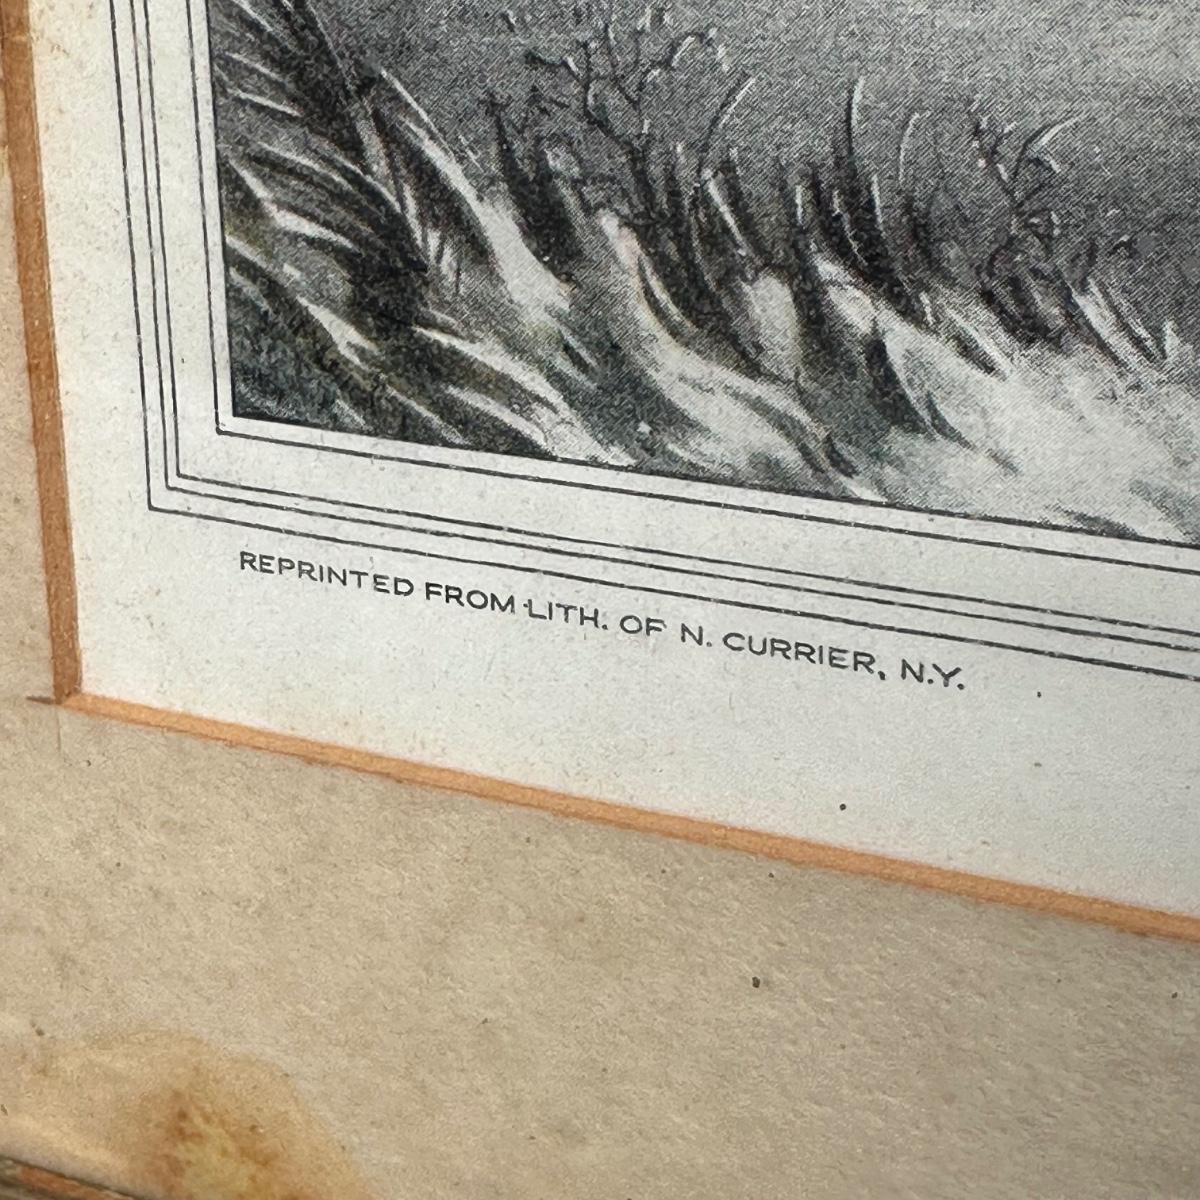 REPRINTED FROM LITH. OF N. CURRIER, N.Y.